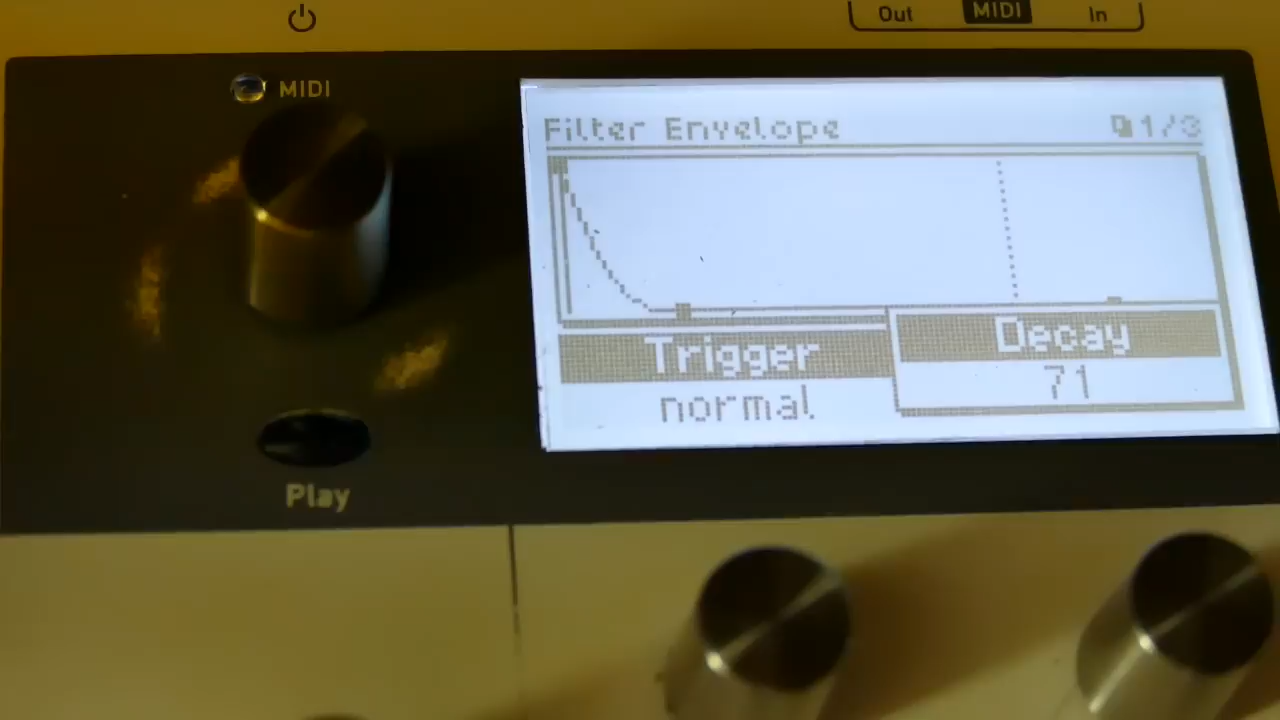 Out MIDI In
MIDI
Filter Envelope 1/3
Trigger Decay
normal 71
Play